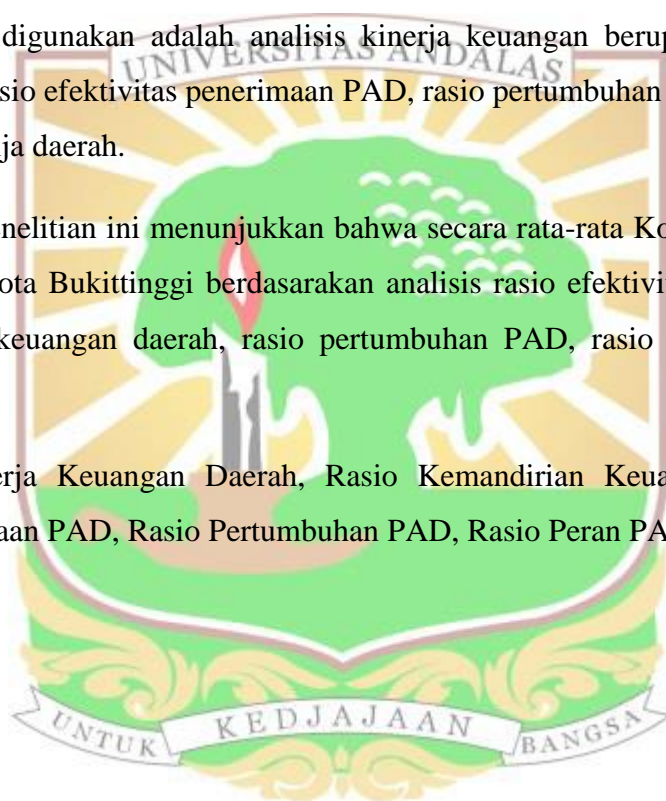 digunakan adalah analisis kinerja keuangan berup
UNIVERSITAS ANDALAS
sio efektivitas penerimaan PAD, rasio pertumbuhan
ja daerah.
nelitian ini menunjukkan bahwa secara rata-rata Ko
ota Bukittinggi berdasarakan analisis rasio efektivit
keuangan daerah, rasio pertumbuhan PAD, rasio
erja Keuangan Daerah, Rasio Kemandirian Keua
aan PAD, Rasio Pertumbuhan PAD, Rasio Peran PA
UNTUK KEDJAJAAN BANGSA